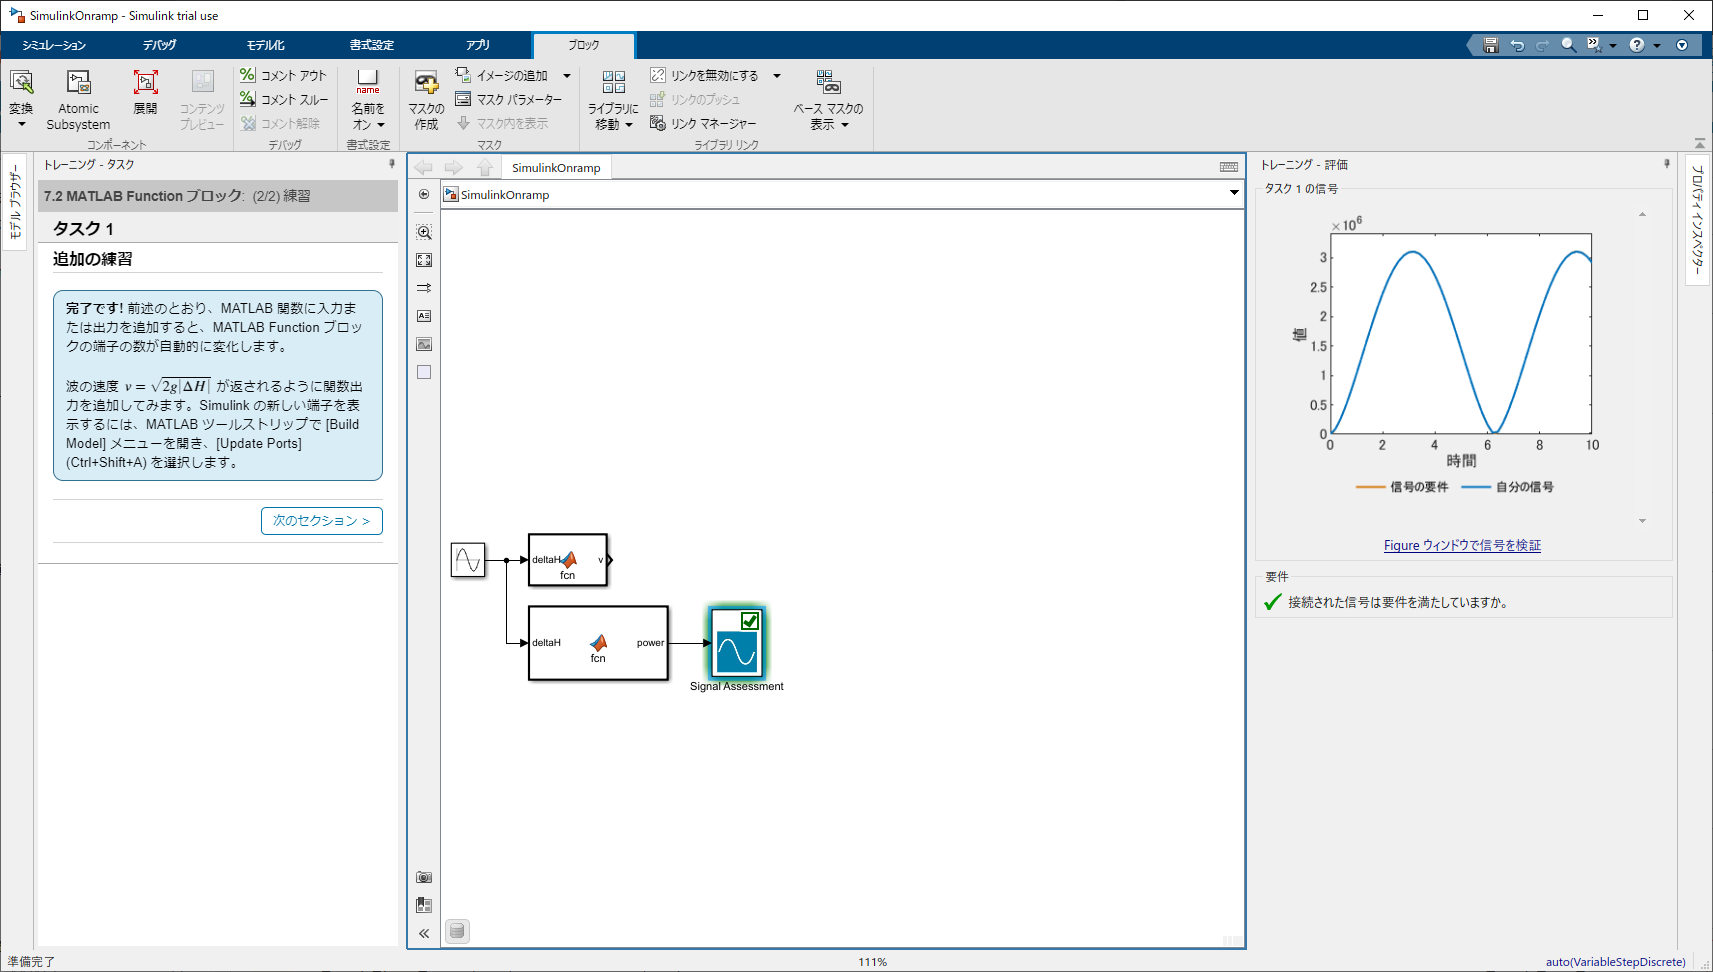 SimulinkOnramp - Simulink trial use
シミュレーション
デバッグ
モデル化
書式設定
アプリ
ブロック
変換
Atomic
Subsystem
展開
コンテンツ
プレビュー
コンポーネント
コメント アウト
コメント スルー
コメント解除
デバッグ
name
名前を
オン
書式設定
マスクの
作成
イメージの追加
マスク パラメーター
マスク内を表示
マスク
ライブラリに
移動
リンクを無効にする
リンクのプッシュ
リンク マネージャー
ベース マスクの
表示
ライブラリ リンク
モデル ブラウザー
トレーニング - タスク
7.2 MATLAB Function ブロック: (2/2) 練習
タスク 1
追加の練習
完了です! 前述のとおり、MATLAB 関数に入力ま
たは出力を追加すると、MATLAB Function ブロッ
クの端子の数が自動的に変化します。
波の速度 v = √2g|ΔH| が返されるように関数出
力を追加してみます。Simulink の新しい端子を表
示するには、MATLAB ツールストリップで [Build
Model] メニューを開き、[Update Ports]
(Ctrl+Shift+A) を選択します。
次のセクション >
SimulinkOnramp
SimulinkOnramp
deltaH
v
fcn
deltaH
power
fcn
Signal Assessment
トレーニング - 評価
タスク 1 の信号
×10⁶
3
2.5
2
1.5
1
0.5
0
値
0 2 4 6 8 10
時間
信号の要件
自分の信号
Figure ウィンドウで信号を検証
要件
接続された信号は要件を満たしていますか。
プロパティ インスペクター
準備完了
111%
auto(VariableStepDiscrete)